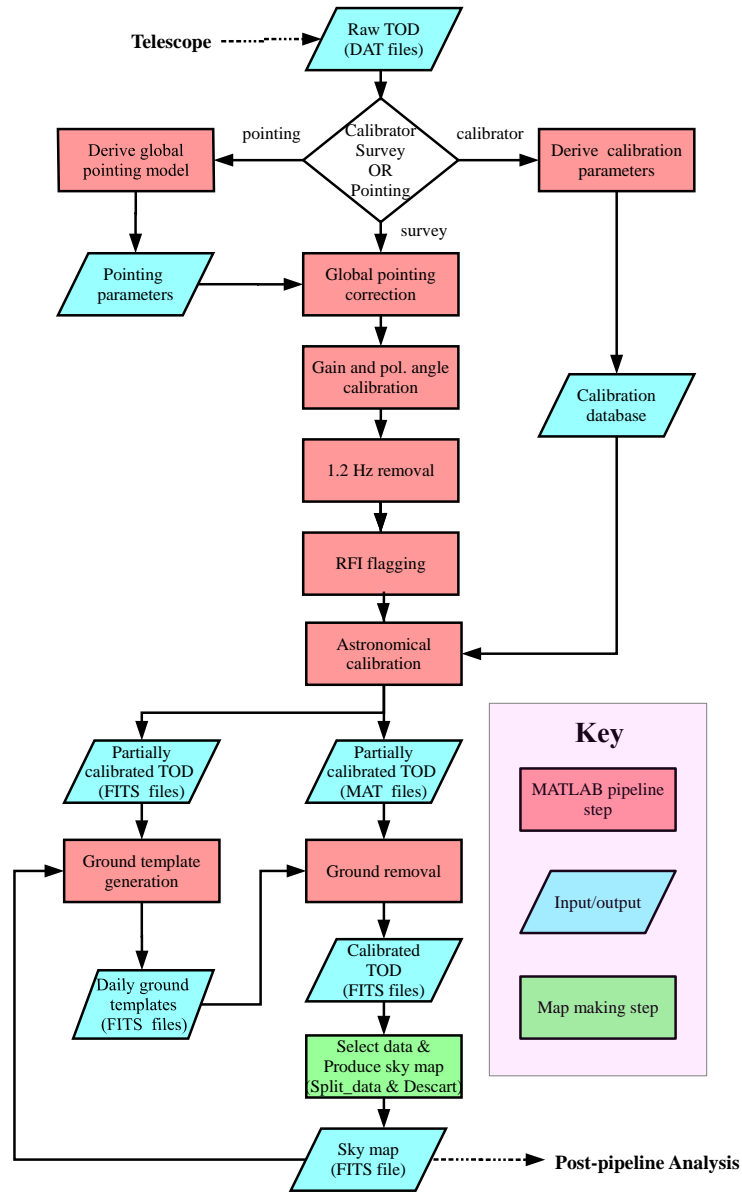 Telescope
Raw TOD
(DAT files)
pointing
Calibrator
Survey
OR
Pointing
calibrator
Derive global
pointing model
Derive calibration
parameters
survey
Pointing
parameters
Global pointing
correction
Gain and pol. angle
calibration
Calibration
database
1.2 Hz removal
RFI flagging
Astronomical
calibration
Partially
calibrated TOD
(FITS files)
Partially
calibrated TOD
(MAT files)
Key
MATLAB pipeline
step
Ground template
generation
Ground removal
Input/output
Daily ground
templates
(FITS files)
Calibrated
TOD
(FITS files)
Map making step
Select data &
Produce sky map
(Split_data & Descart)
Sky map
(FITS file)
Post-pipeline Analysis